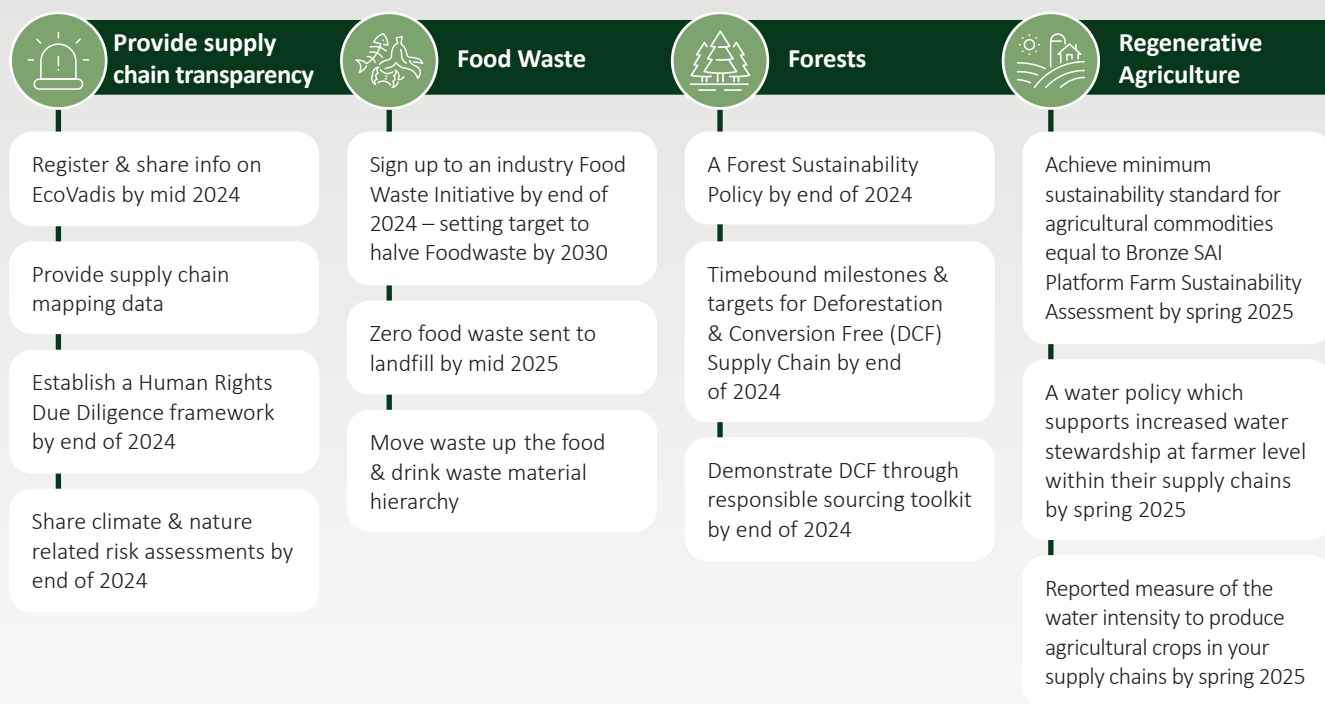 Provide supply
chain transparency
Register & share info on
EcoVadis by mid 2024
Provide supply chain
mapping data
Establish a Human Rights
Due Diligence framework
by end of 2024
Share climate & nature
related risk assessments by
end of 2024
Food Waste
Sign up to an industry Food
Waste Initiative by end of
2024 – setting target to
halve Foodwaste by 2030
Zero food waste sent to
landfill by mid 2025
Move waste up the food
& drink waste material
hierarchy
Forests
A Forest Sustainability
Policy by end of 2024
Timebound milestones &
targets for Deforestation
& Conversion Free (DCF)
Supply Chain by end
of 2024
Demonstrate DCF through
responsible sourcing toolkit
by end of 2024
Regenerative
Agriculture
Achieve minimum
sustainability standard for
agricultural commodities
equal to Bronze SAI
Platform Farm Sustainability
Assessment by spring 2025
A water policy which
supports increased water
stewardship at farmer level
within their supply chains
by spring 2025
Reported measure of the
water intensity to produce
agricultural crops in your
supply chains by spring 2025